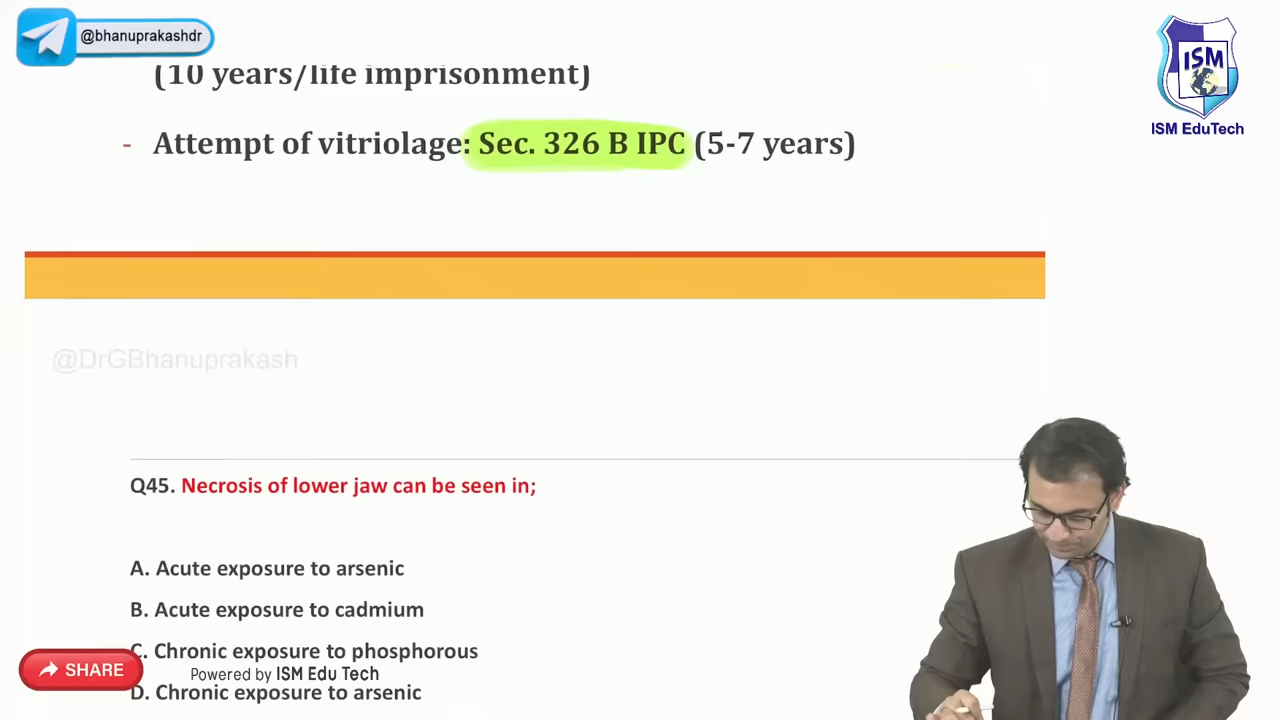 @bhanuprakashdr
ISM
ISM EduTech
(10 years/life imprisonment)
- Attempt of vitriolage: Sec. 326 B IPC (5-7 years)
@DrGBhanuprakash
Q45. Necrosis of lower jaw can be seen in;
A. Acute exposure to arsenic
B. Acute exposure to cadmium
C. Chronic exposure to phosphorous
SHARE
Powered by ISM Edu Tech
D. Chronic exposure to arsenic